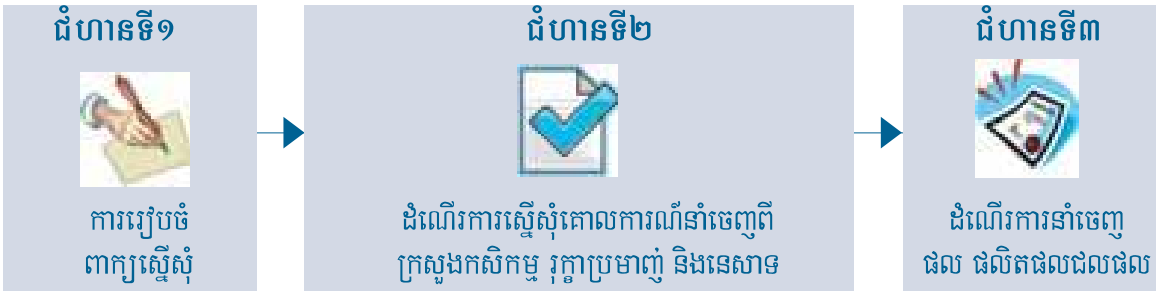 ជំហានទី១
ការរៀបចំ
ពាក្យស្នើសុំ
ជំហានទី២
ដំណើរការស្នើសុំគោលការណ៍នាំចេញពី
ក្រសួងកសិកម្ម រុក្ខាប្រមាញ់ និងនេសាទ
ជំហានទី៣
ដំណើរការនាំចេញ
ផល ផលិតផលជលផល